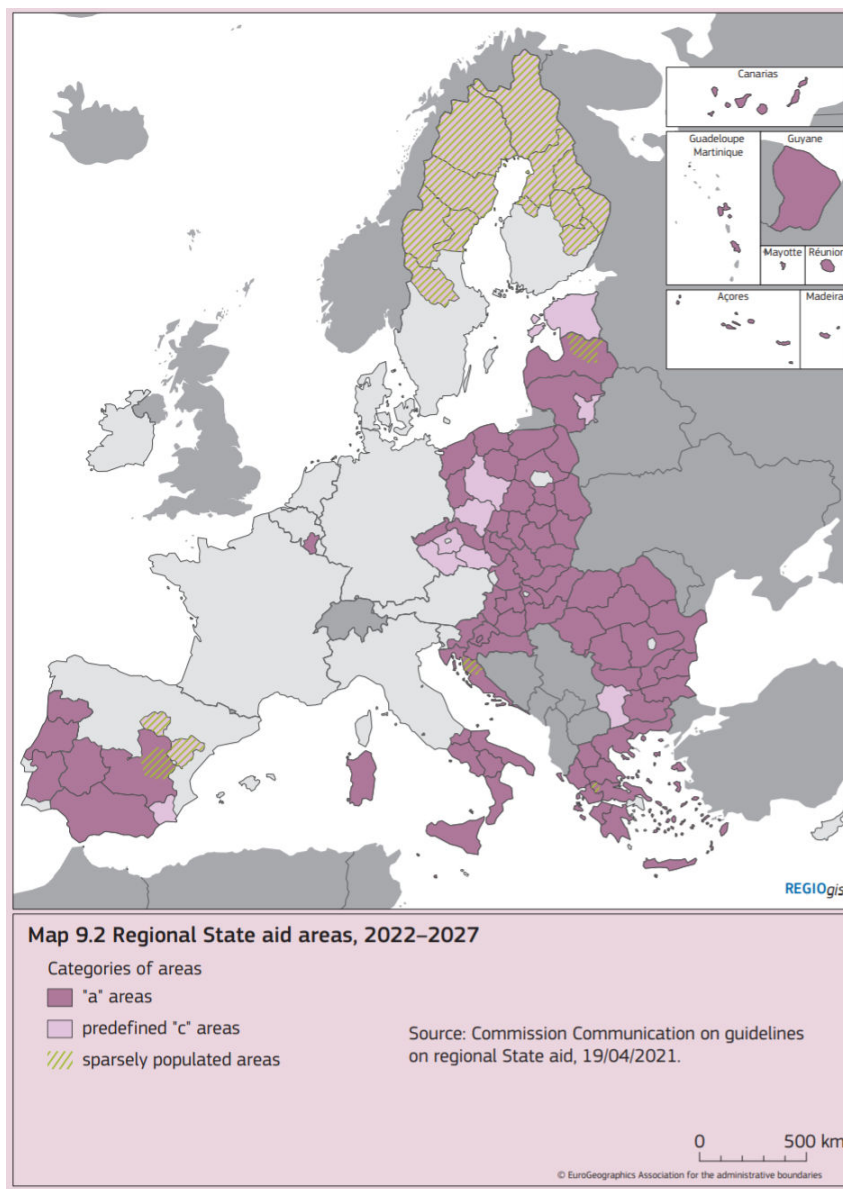 Canarias
Guadeloupe
Martinique
Guyane
Mayotte
Réunion
Açores
Madeira
REGIOgis
Map 9.2 Regional State aid areas, 2022–2027
Categories of areas
"a" areas
predefined "c" areas
sparsely populated areas
Source: Commission Communication on guidelines
on regional State aid, 19/04/2021.
0 500 km
© EuroGeographics Association for the administrative boundaries